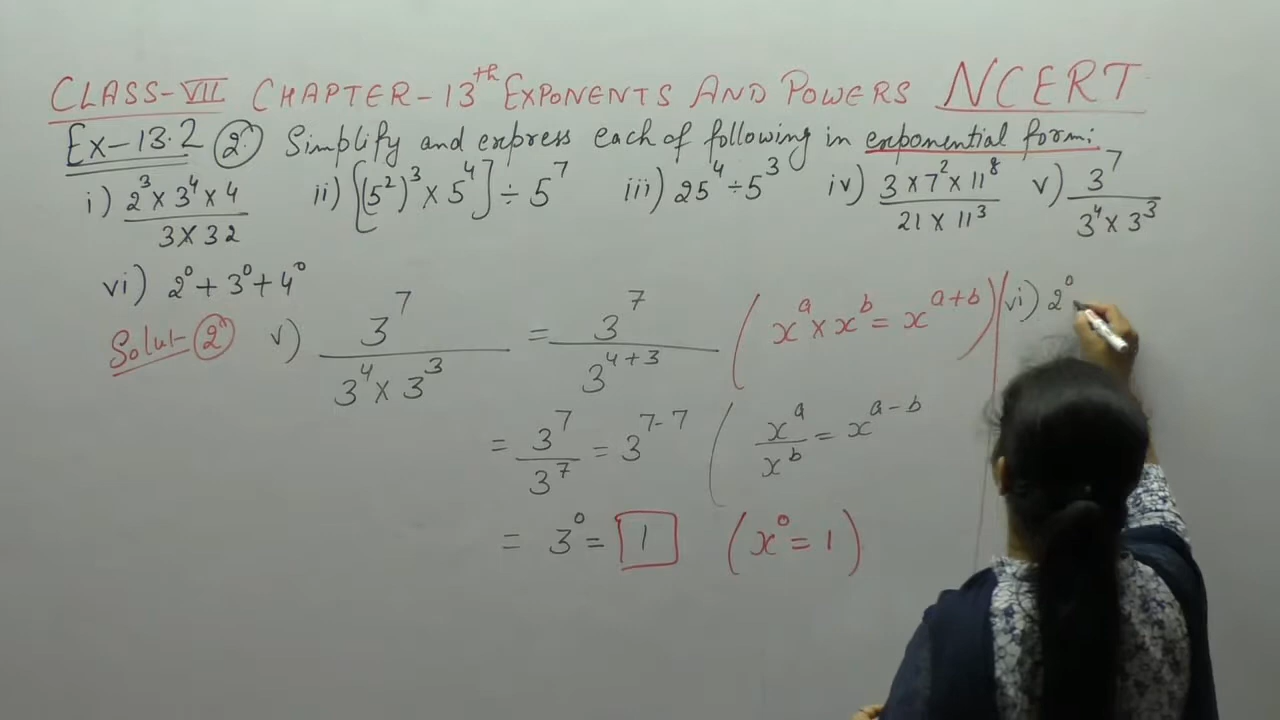 CLASS-VII CHAPTER-13th EXPONENTS AND POWERS NCERT
Ex-13.2 (2) Simplify and express each of following in exponential form:
i) (2³ × 3⁴ × 4)/(3 × 32) ii) [(5²)³ × 5⁴] ÷ 5⁷ iii) 25⁴ ÷ 5³ iv) (3 × 7² × 11⁸)/(21 × 11³) v) 3⁷/(3⁴ × 3³)
vi) 2⁰ + 3⁰ + 4⁰
Solut- (2) v) 3⁷/(3⁴ × 3³) = 3⁷/3⁴⁺³ (xᵃ × xᵇ = xᵃ⁺ᵇ)
= 3⁷/3⁷ = 3⁷⁻⁷ (xᵃ/xᵇ = xᵃ⁻ᵇ
= 3⁰ = 1 (x⁰ = 1)
vi) 2⁰